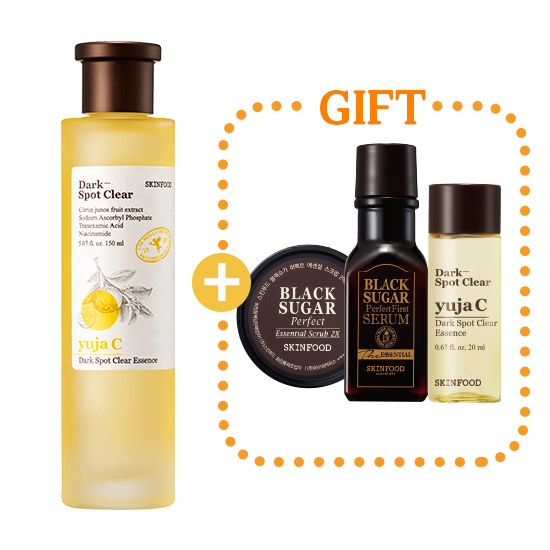 Dark—
Spot Clear
SKINFOOD
Citrus junos fruit extract
Sodium Ascorbyl Phosphate
Tranexamic Acid
Niacinamide
5.07 fl. oz. 150 ml
yuja C
Dark Spot Clear Essence
+
GIFT
BLACK
SUGAR
Perfect
Essential Scrub 2X
SKINFOOD
BLACK
SUGAR
Perfect First
SERUM
The ESSENTIAL
SKINFOOD
Dark—
Spot Clear
yuja C
Dark Spot Clear
Essence
0.67 fl. oz. 20 ml
SKINFOOD